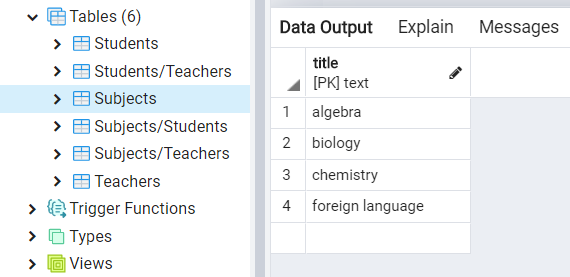 Tables (6)
Students
Students/Teachers
Subjects
Subjects/Students
Subjects/Teachers
Teachers
Trigger Functions
Types
Views
Data Output Explain Messages
title
[PK] text
1 algebra
2 biology
3 chemistry
4 foreign language